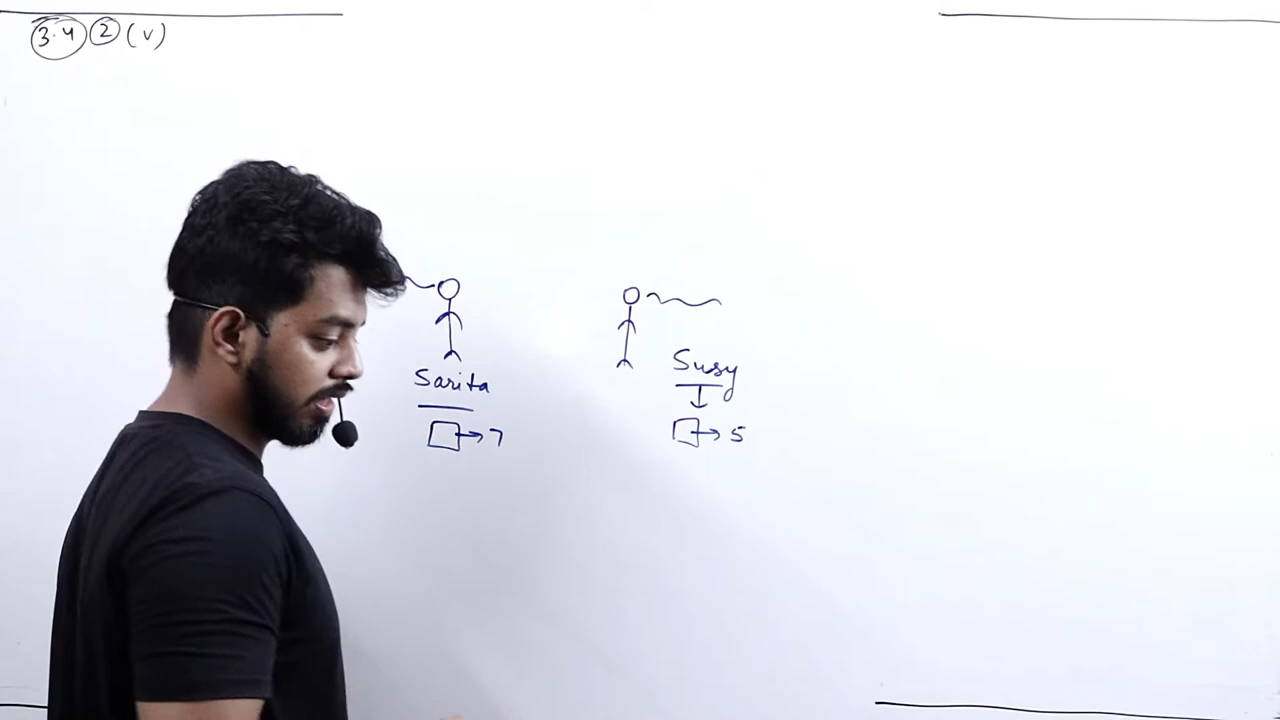 3.4 2 (v)
Sarita
→ 7
Susy
→ 5